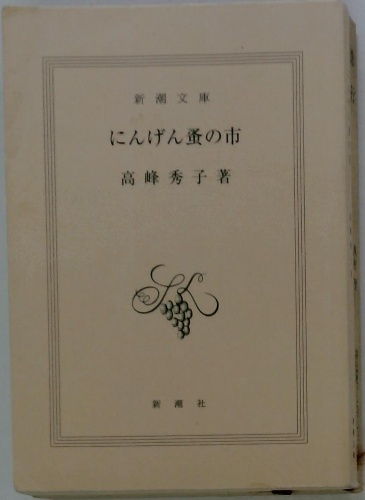 新潮文庫
にんげん蚤の市
高峰秀子著
新潮社